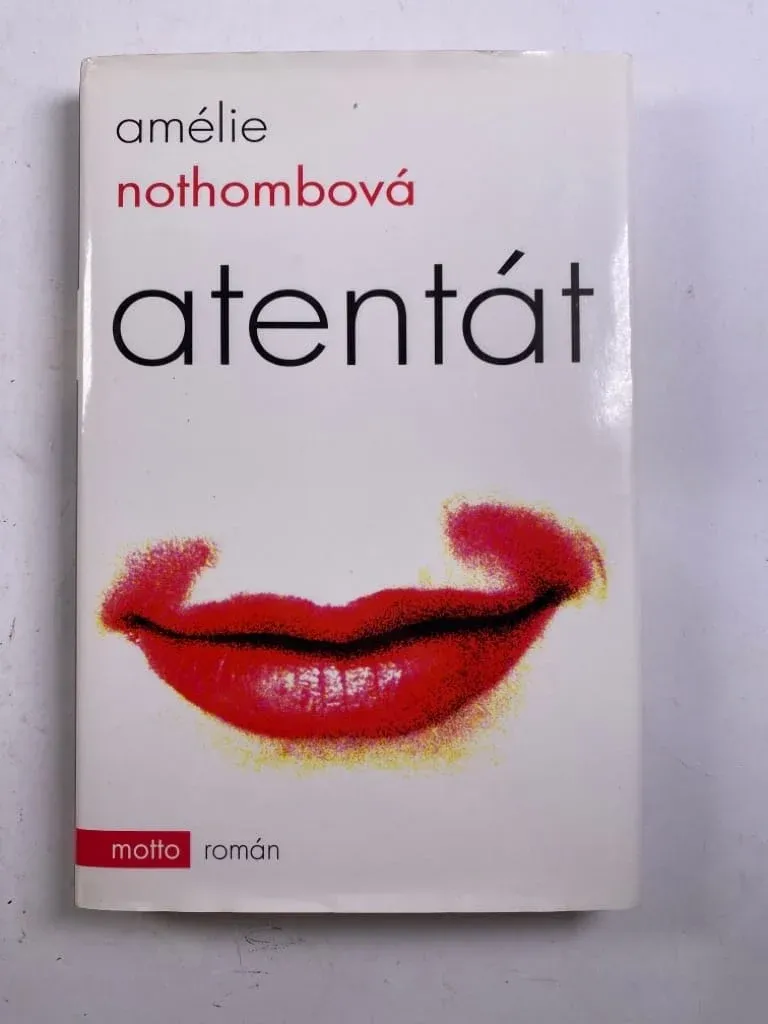 amélie
nothombová
atentát
motto román